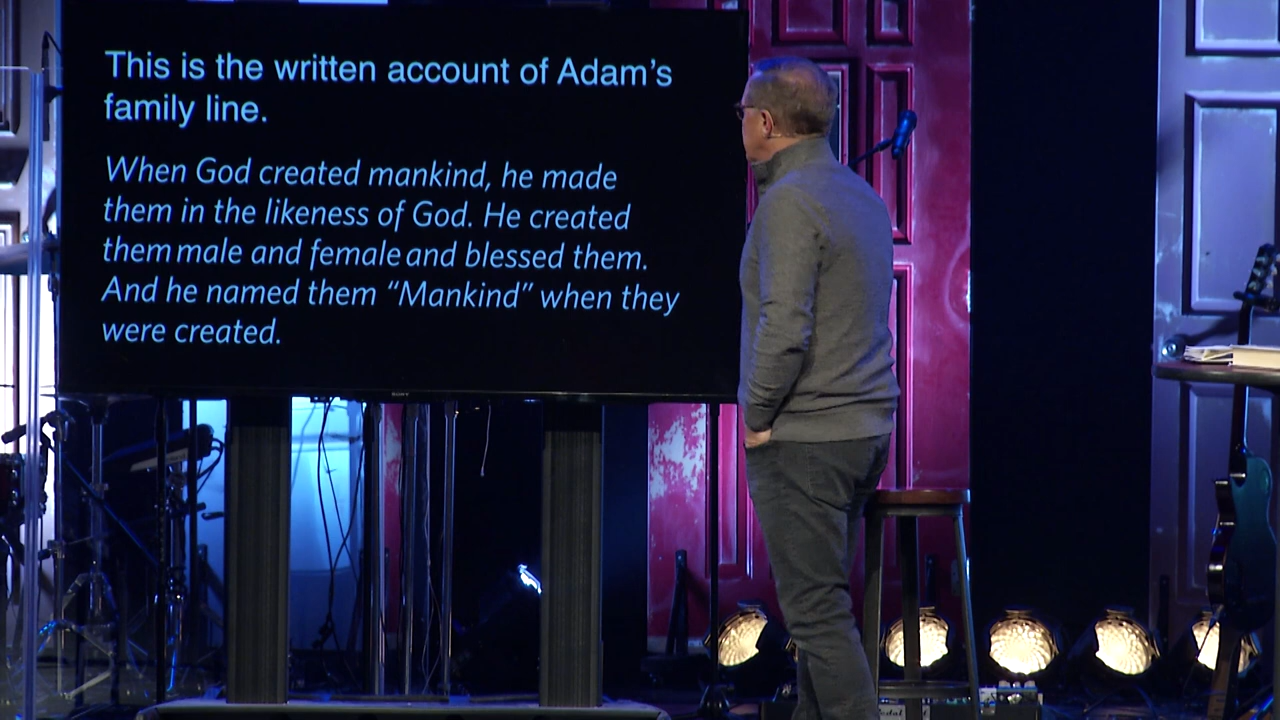 This is the written account of Adam’s
family line.
When God created mankind, he made
them in the likeness of God. He created
them male and female and blessed them.
And he named them “Mankind” when they
were created.
SONY